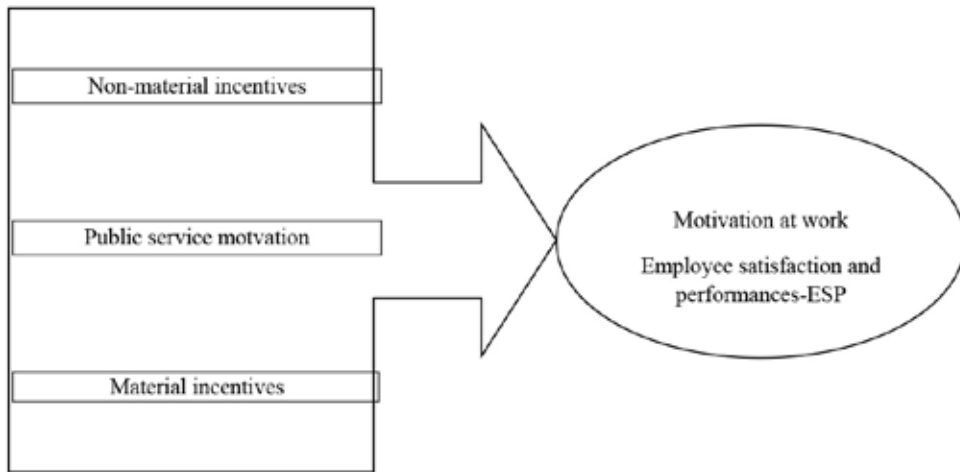 Non-material incentives
Public service motvation
Material incentives
Motivation at work
Employee satisfaction and
performances-ESP